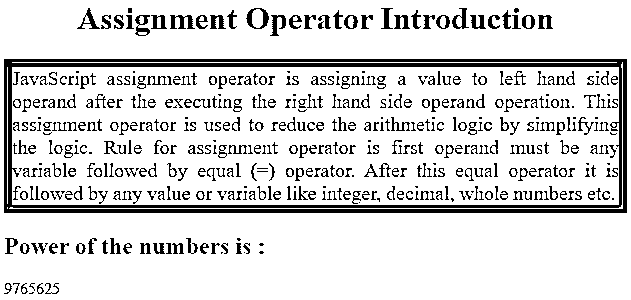 Assignment Operator Introduction
JavaScript assignment operator is assigning a value to left hand side
operand after the executing the right hand side operand operation. This
assignment operator is used to reduce the arithmetic logic by simplifying
the logic. Rule for assignment operator is first operand must be any
variable followed by equal (=) operator. After this equal operator it is
followed by any value or variable like integer, decimal, whole numbers etc.
Power of the numbers is :
9765625